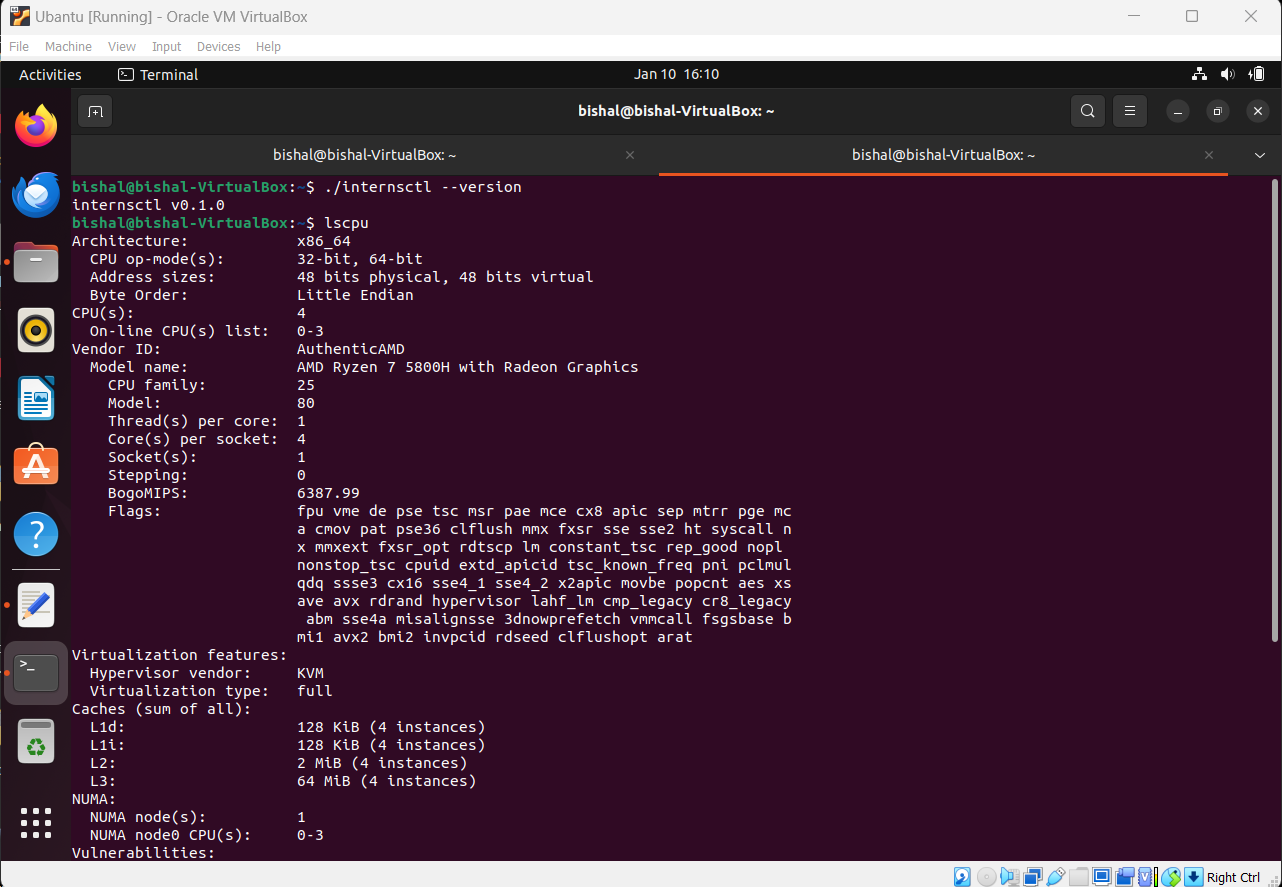 Ubantu [Running] - Oracle VM VirtualBox
File Machine View Input Devices Help
Activities Terminal Jan 10 16:10
bishal@bishal-VirtualBox: ~
bishal@bishal-VirtualBox: ~ bishal@bishal-VirtualBox: ~
bishal@bishal-VirtualBox:~$ ./internsctl --version
internsctl v0.1.0
bishal@bishal-VirtualBox:~$ lscpu
Architecture: x86_64
CPU op-mode(s): 32-bit, 64-bit
Address sizes: 48 bits physical, 48 bits virtual
Byte Order: Little Endian
CPU(s): 4
On-line CPU(s) list: 0-3
Vendor ID: AuthenticAMD
Model name: AMD Ryzen 7 5800H with Radeon Graphics
CPU family: 25
Model: 80
Thread(s) per core: 1
Core(s) per socket: 4
Socket(s): 1
Stepping: 0
BogoMIPS: 6387.99
Flags: fpu vme de pse tsc msr pae mce cx8 apic sep mtrr pge mc
a cmov pat pse36 clflush mmx fxsr sse sse2 ht syscall n
x mmxext fxsr_opt rdtscp lm constant_tsc rep_good nopl
nonstop_tsc cpuid extd_apicid tsc_known_freq pni pclmul
qdq ssse3 cx16 sse4_1 sse4_2 x2apic movbe popcnt aes xs
ave avx rdrand hypervisor lahf_lm cmp_legacy cr8_legacy
abm sse4a misalignsse 3dnowprefetch vmmcall fsgsbase b
mi1 avx2 bmi2 invpcid rdseed clflushopt arat
Virtualization features:
Hypervisor vendor: KVM
Virtualization type: full
Caches (sum of all):
L1d: 128 KiB (4 instances)
L1i: 128 KiB (4 instances)
L2: 2 MiB (4 instances)
L3: 64 MiB (4 instances)
NUMA:
NUMA node(s): 1
NUMA node0 CPU(s): 0-3
Vulnerabilities:
Right Ctrl